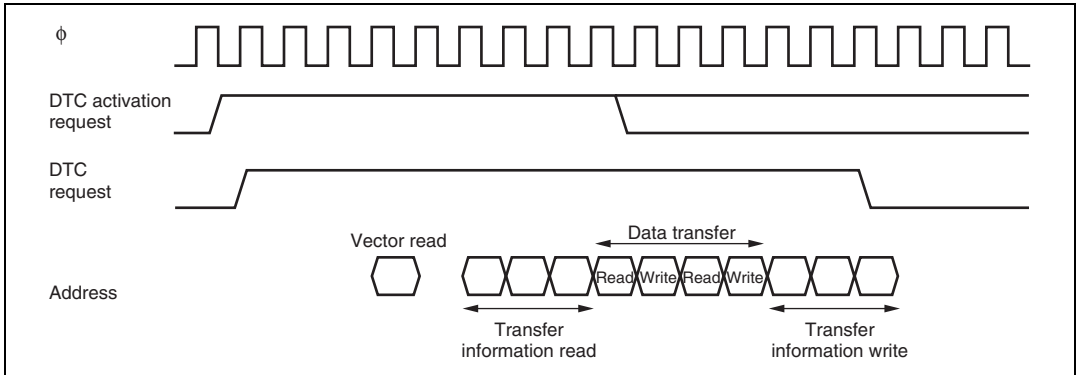 φ
DTC activation
request
DTC
request
Vector read
Data transfer
Address
Read Write Read Write
Transfer
information read
Transfer
information write